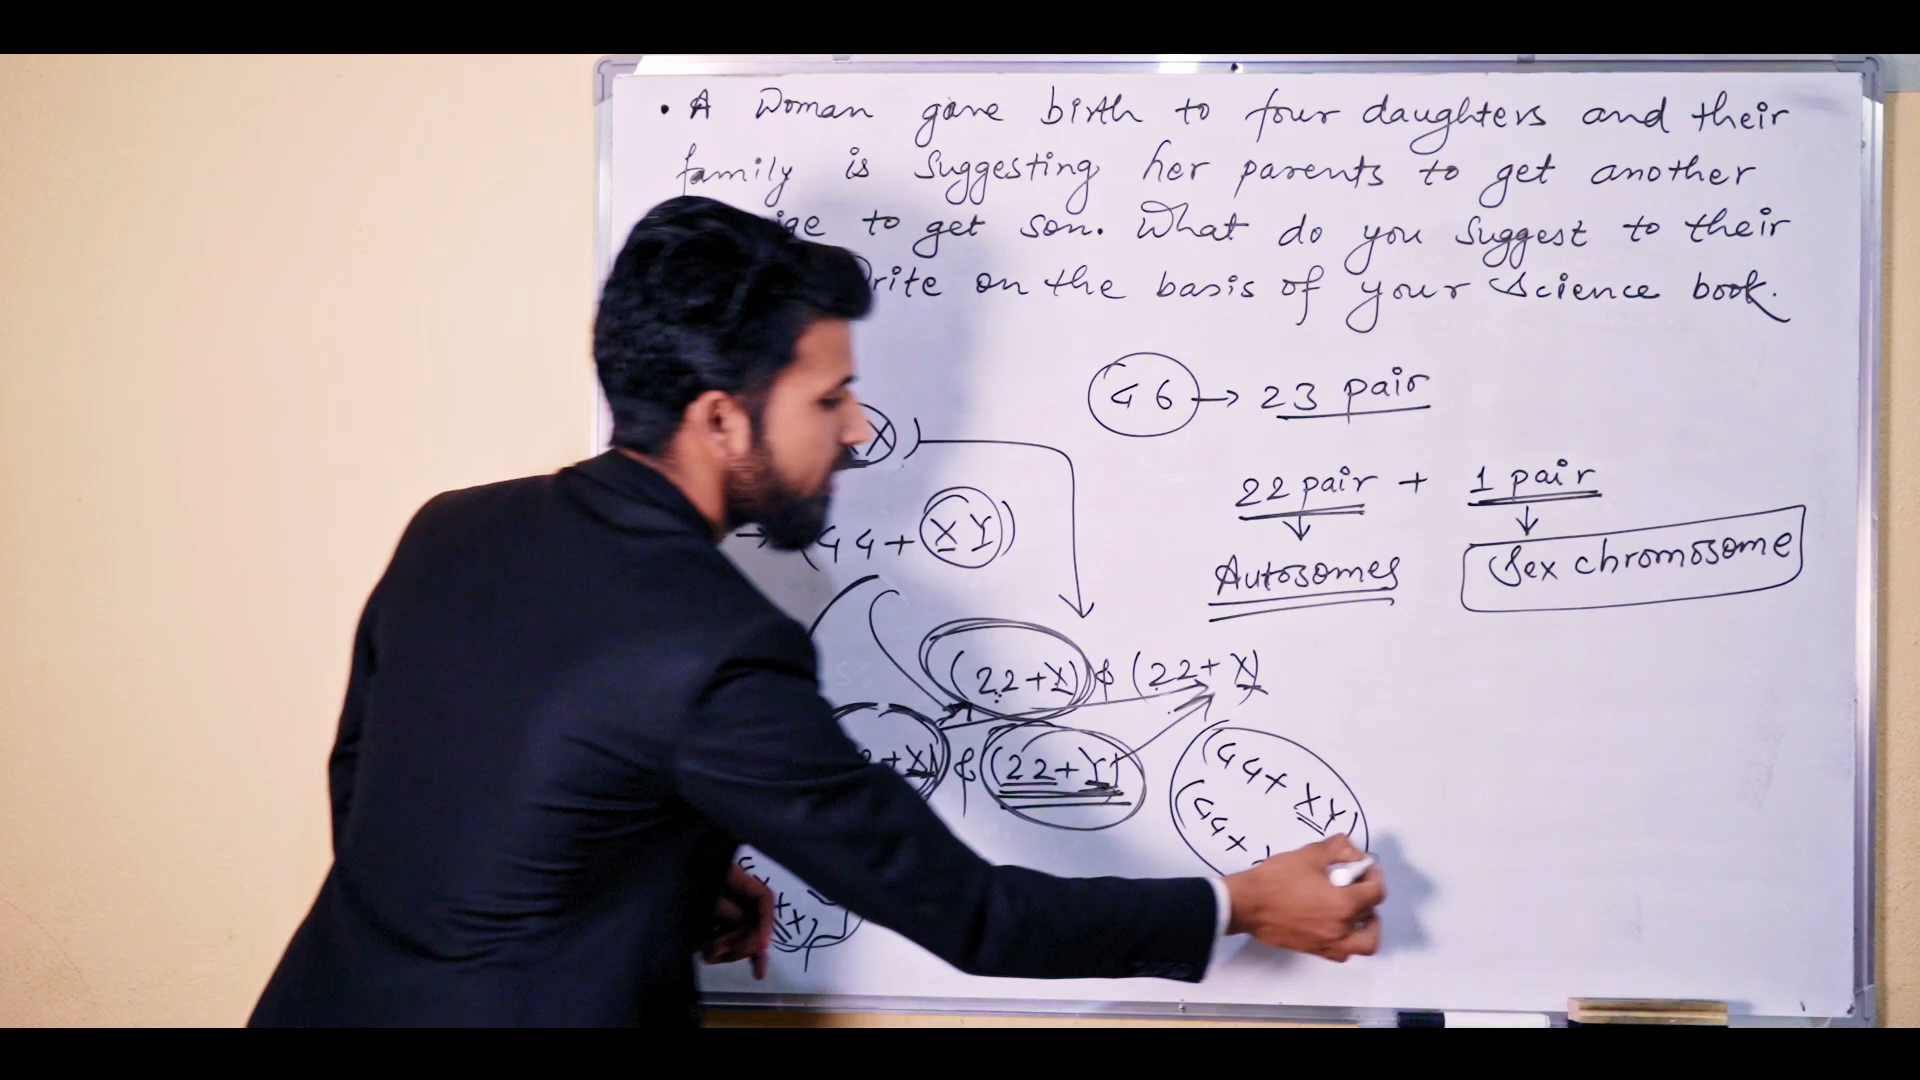 • A Woman gave birth to four daughters and their
family is suggesting her parents to get another
to get son. What do you suggest to their
on the basis of your Science book.
46 → 23 pair
22 pair + 1 pair
Autosomes Sex chromosome
→ (44+ XY)
(22+X) & (22+ X)
& (22+Y)
(44+ XY)